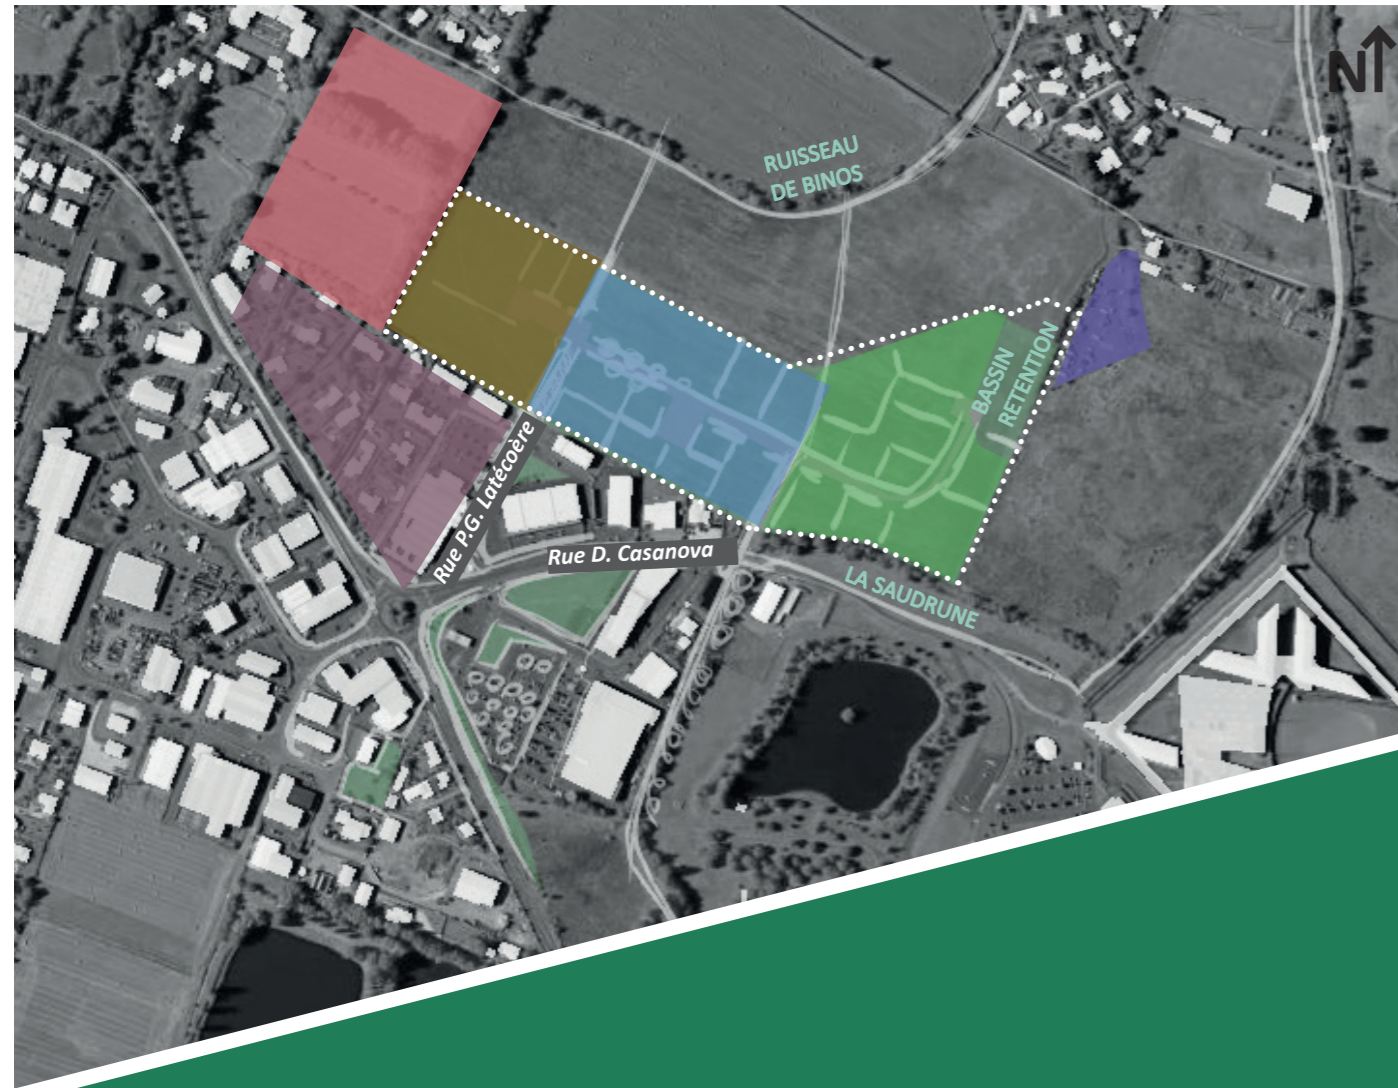 N
RUISSEAU
DE BINOS
BASSIN
RETENTION
Rue P.G. Latécoère
Rue D. Casanova
LA SAUDRUNE